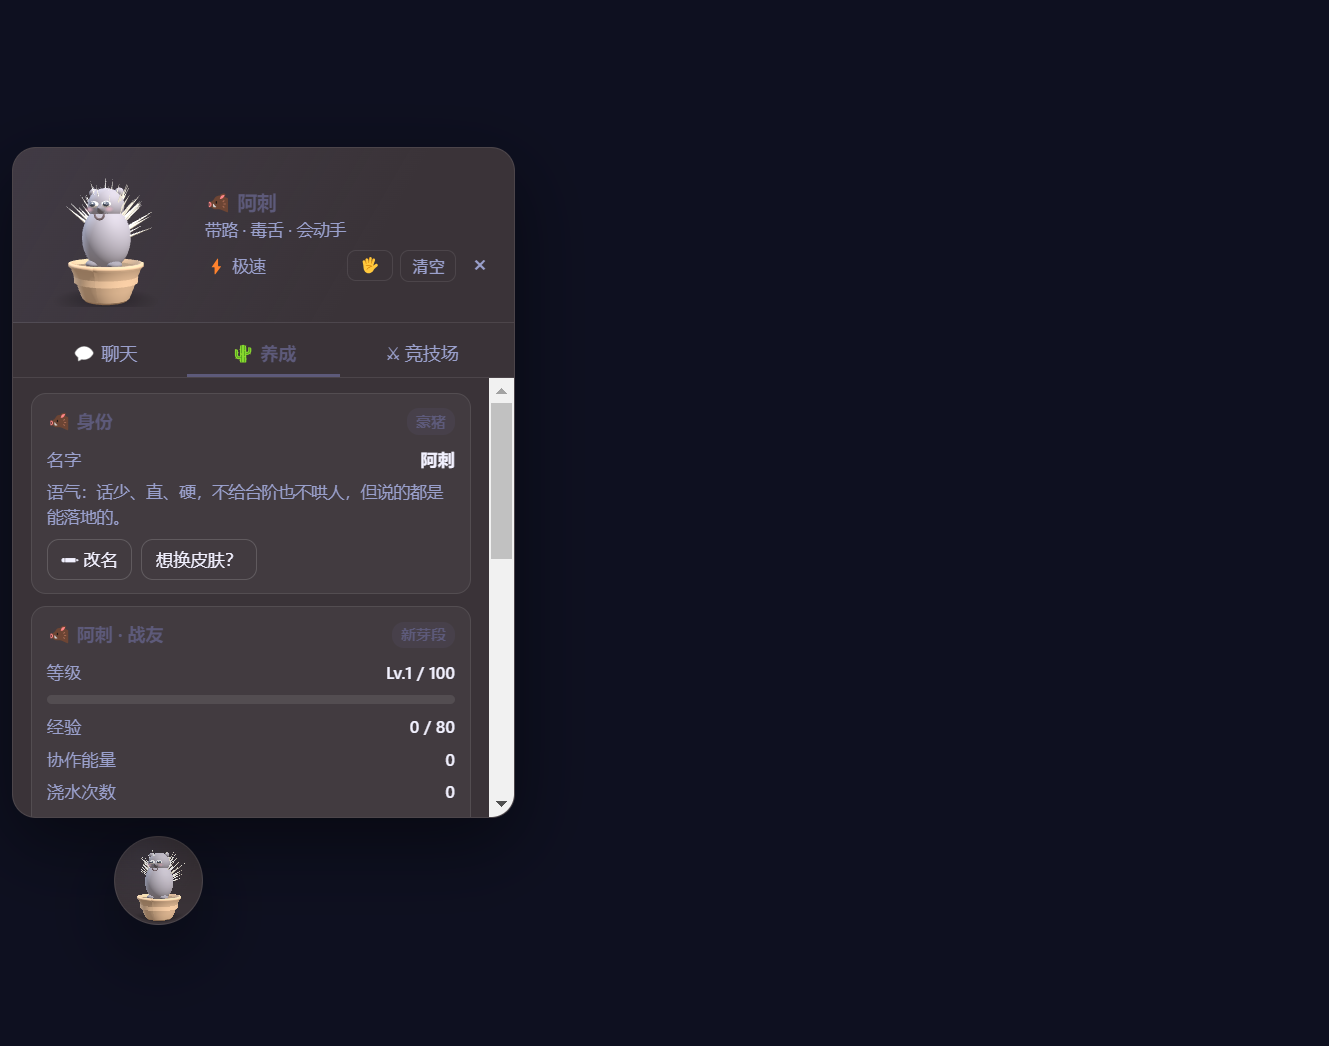 阿刺
带路 · 毒舌 · 会动手
极速
清空
×
聊天
养成
竞技场
身份
豪猪
名字
阿刺
语气：话少、直、硬，不给台阶也不哄人，但说的都是
能落地的。
改名
想换皮肤？
阿刺 · 战友
新芽段
等级
Lv.1 / 100
经验
0 / 80
协作能量
0
浇水次数
0